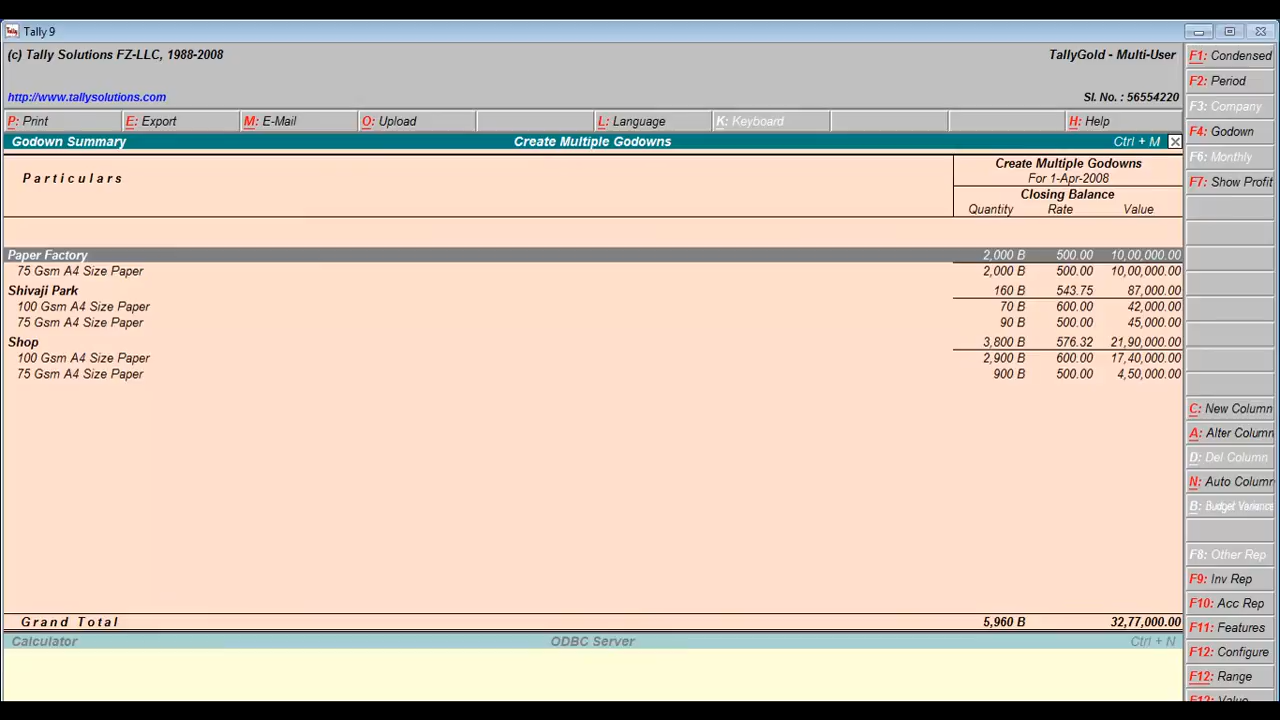 Tally 9
(c) Tally Solutions FZ-LLC, 1988-2008 TallyGold - Multi-User
http://www.tallysolutions.com Sl. No. : 56554220
P: Print E: Export M: E-Mail O: Upload L: Language K: Keyboard H: Help
Godown Summary Create Multiple Godowns Ctrl + M
Particulars
Create Multiple Godowns
For 1-Apr-2008
Closing Balance
Quantity Rate Value
Paper Factory 2,000 B 500.00 10,00,000.00
75 Gsm A4 Size Paper 2,000 B 500.00 10,00,000.00
Shivaji Park 160 B 543.75 87,000.00
100 Gsm A4 Size Paper 70 B 600.00 42,000.00
75 Gsm A4 Size Paper 90 B 500.00 45,000.00
Shop 3,800 B 576.32 21,90,000.00
100 Gsm A4 Size Paper 2,900 B 600.00 17,40,000.00
75 Gsm A4 Size Paper 900 B 500.00 4,50,000.00
Grand Total 5,960 B 32,77,000.00
Calculator ODBC Server Ctrl + N
F1: Condensed
F2: Period
F3: Company
F4: Godown
F6: Monthly
F7: Show Profit
C: New Column
A: Alter Column
D: Del Column
N: Auto Column
B: Budget Variance
F8: Other Rep
F9: Inv Rep
F10: Acc Rep
F11: Features
F12: Configure
F12: Range
F12: Value